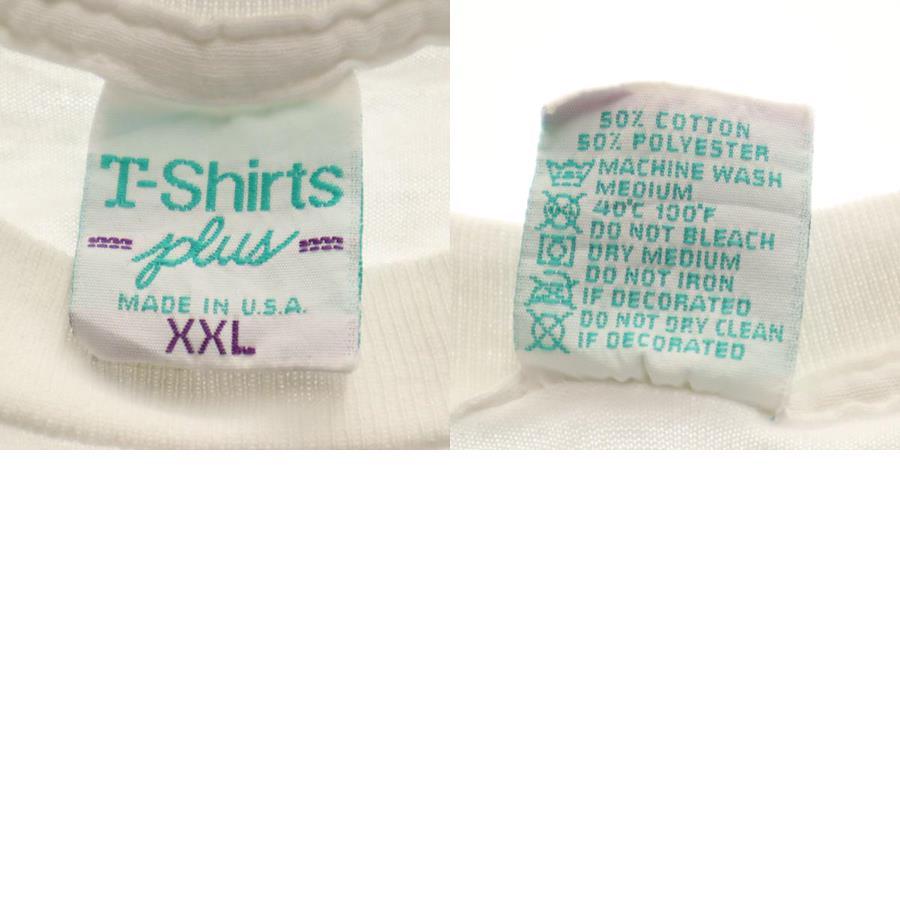 T-Shirts
plus
MADE IN U.S.A.
XXL
50% COTTON
50% POLYESTER
MACHINE WASH
MEDIUM
40°C 100°F
DO NOT BLEACH
DRY MEDIUM
DO NOT IRON
IF DECORATED
DO NOT DRY CLEAN
IF DECORATED